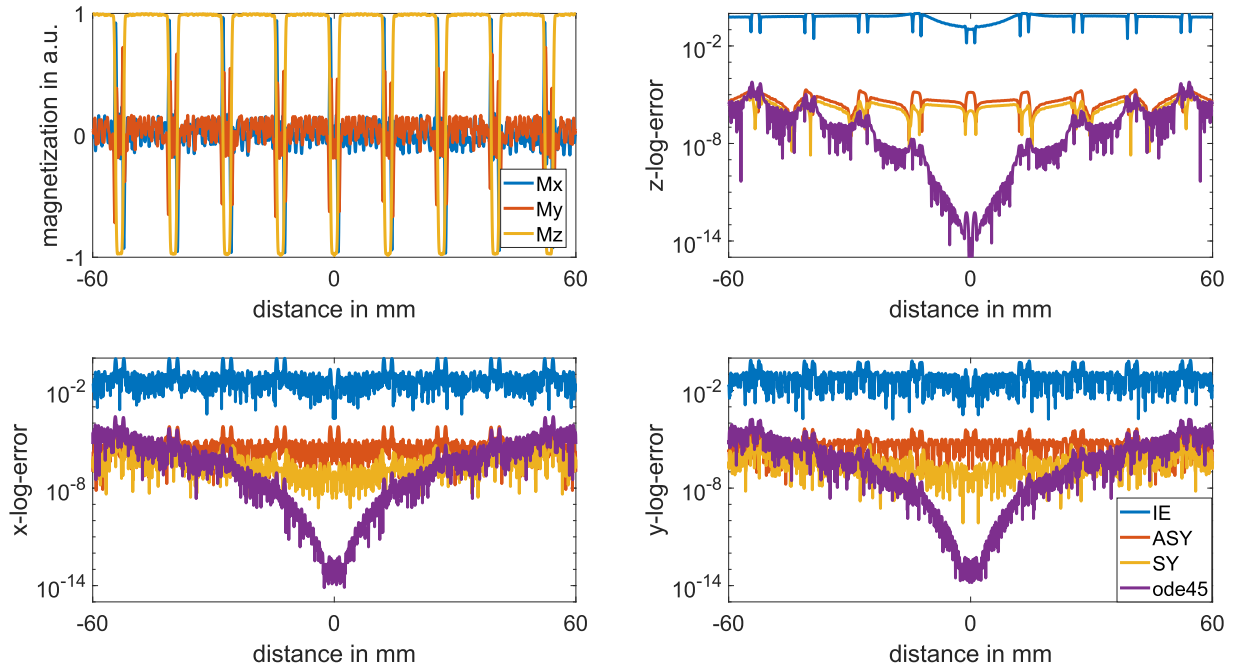 magnetization in a.u.
1
0
-1
Mx
My
Mz
-60
0
60
distance in mm
z-log-error
10^-2
10^-8
10^-14
-60
0
60
distance in mm
x-log-error
10^-2
10^-8
10^-14
-60
0
60
distance in mm
y-log-error
10^-2
10^-8
10^-14
IE
ASY
SY
ode45
-60
0
60
distance in mm